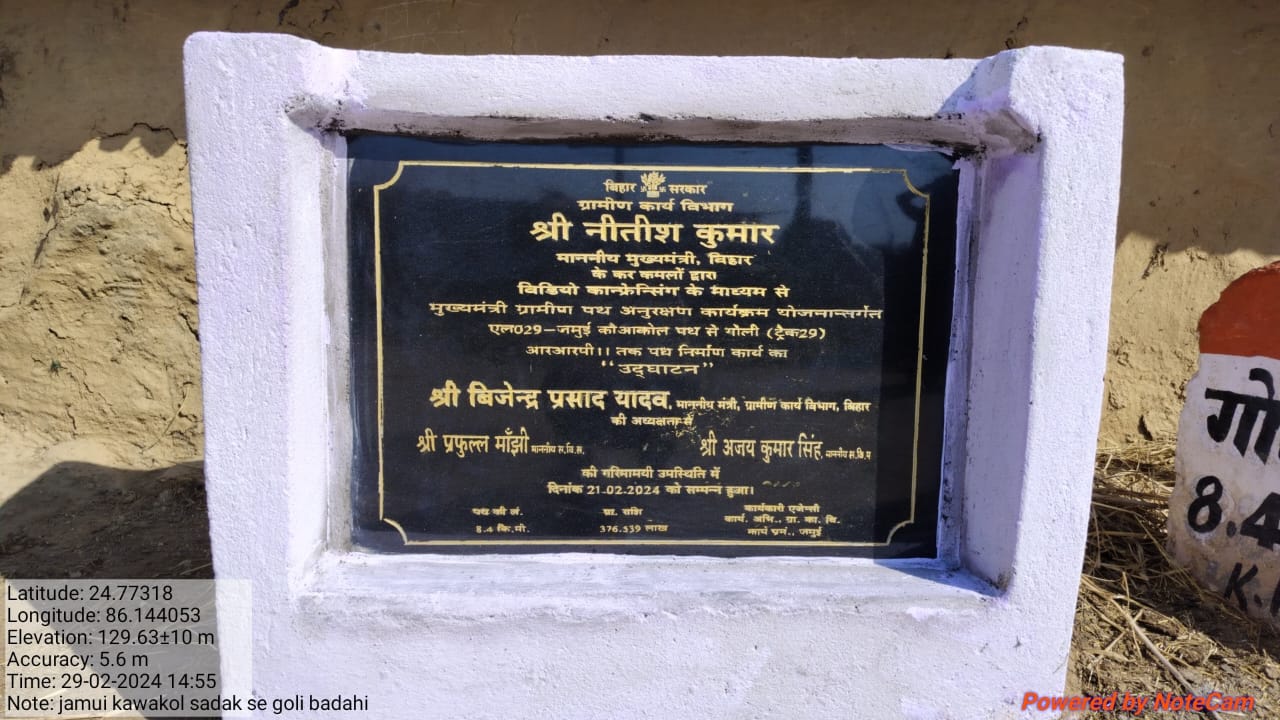 बिहार सरकार
ग्रामीण कार्य विभाग
श्री नीतीश कुमार
माननीय मुख्यमंत्री, बिहार
के कर कमलों द्वारा
विडियो कान्फ्रेन्सिंग के माध्यम से
मुख्यमंत्री ग्रामीण पथ अनुरक्षण कार्यक्रम योजनान्तर्गत
एल029–जमुई कौआकोल पथ से गोली (ट्रैक29)
आरआरपी।। तक पथ निर्माण कार्य का
"उद्घाटन"
श्री बिजेन्द्र प्रसाद यादव, माननीय मंत्री, ग्रामीण कार्य विभाग, बिहार
की अध्यक्षता में
श्री प्रफुल्ल माँझी माननीय स.वि.स. श्री अजय कुमार सिंह, माननीय स.वि.प
की गरिमामयी उपस्थिति में
दिनांक 21-02-2024 को सम्पन्न हुआ।
पथ की लं. प्रा. राशि कार्यकारी एजेन्सी
8.4 कि.मी. 376.539 लाख कार्य. अभि., ग्रा. का. वि.
कार्य प्रमं., जमुई
गो
8.4
K.
Latitude: 24.77318
Longitude: 86.144053
Elevation: 129.63±10 m
Accuracy: 5.6 m
Time: 29-02-2024 14:55
Note: jamui kawakol sadak se goli badahi
Powered by NoteCam